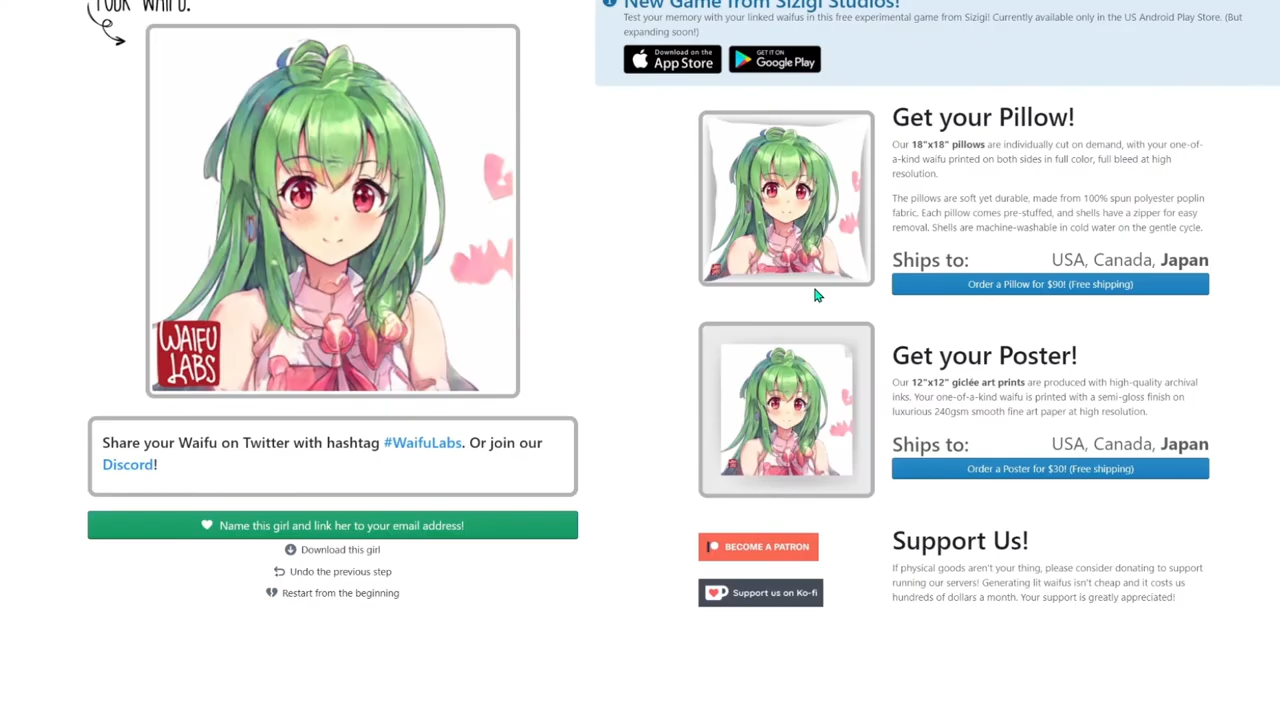 YOUR WAIFU.
WAIFU
LABS
Share your Waifu on Twitter with hashtag #WaifuLabs. Or join our
Discord!
Name this girl and link her to your email address!
Download this girl
Undo the previous step
Restart from the beginning
New Game from Sizigi Studios!
Test your memory with your linked waifus in this free experimental game from Sizigi! Currently available only in the US Android Play Store. (But
expanding soon!)
Download on the
App Store
GET IT ON
Google Play
Get your Pillow!
Our 18"x18" pillows are individually cut on demand, with your one-of-
a-kind waifu printed on both sides in full color, full bleed at high
resolution.
The pillows are soft yet durable, made from 100% spun polyester poplin
fabric. Each pillow comes pre-stuffed, and shells have a zipper for easy
removal. Shells are machine-washable in cold water on the gentle cycle.
Ships to: USA, Canada, Japan
Order a Pillow for $90! (Free shipping)
Get your Poster!
Our 12"x12" giclée art prints are produced with high-quality archival
inks. Your one-of-a-kind waifu is printed with a semi-gloss finish on
luxurious 240gsm smooth fine art paper at high resolution.
Ships to: USA, Canada, Japan
Order a Poster for $30! (Free shipping)
BECOME A PATRON
Support us on Ko-fi
Support Us!
If physical goods aren't your thing, please consider donating to support
running our servers! Generating lit waifus isn't cheap and it costs us
hundreds of dollars a month. Your support is greatly appreciated!